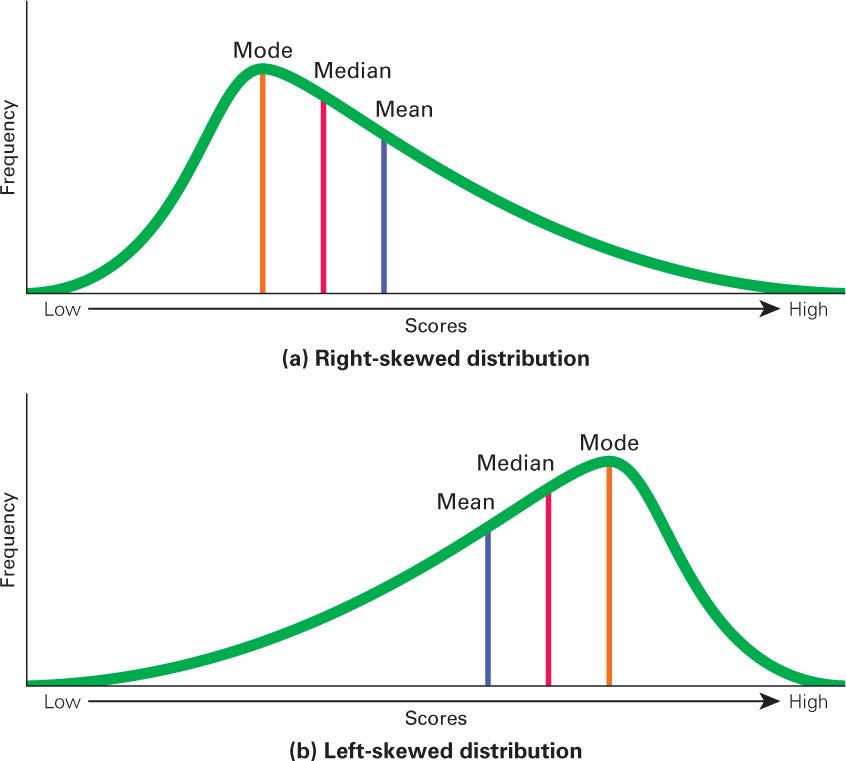 Mode
Median
Mean
Frequency
Low High
Scores
(a) Right-skewed distribution
Mode
Median
Mean
Frequency
Low High
Scores
(b) Left-skewed distribution